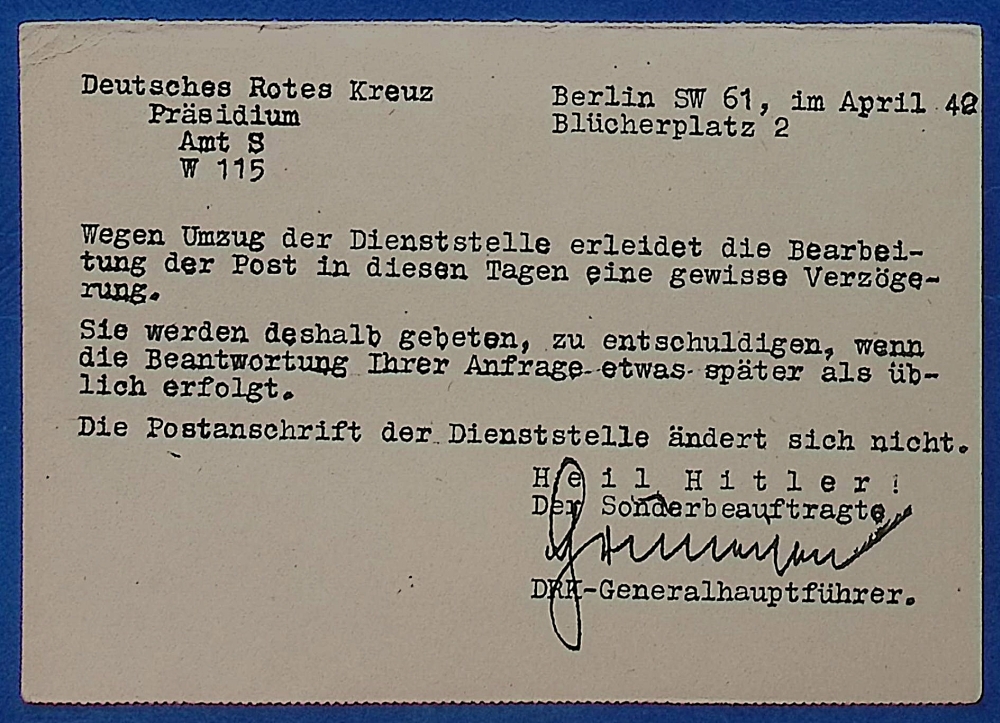 Deutsches Rotes Kreuz
Präsidium
Amt S
W 115
Berlin SW 61, im April 42
Blücherplatz 2
Wegen Umzug der Dienststelle erleidet die Bearbei-
tung der Post in diesen Tagen eine gewisse Verzöge-
rung.
Sie werden deshalb gebeten, zu entschuldigen, wenn
die Beantwortung Ihrer Anfrage etwas später als üb-
lich erfolgt.
Die Postanschrift der Dienststelle ändert sich nicht.
H e i l  H i t l e r !
Der Sonderbeauftragte
DRK-Generalhauptführer.